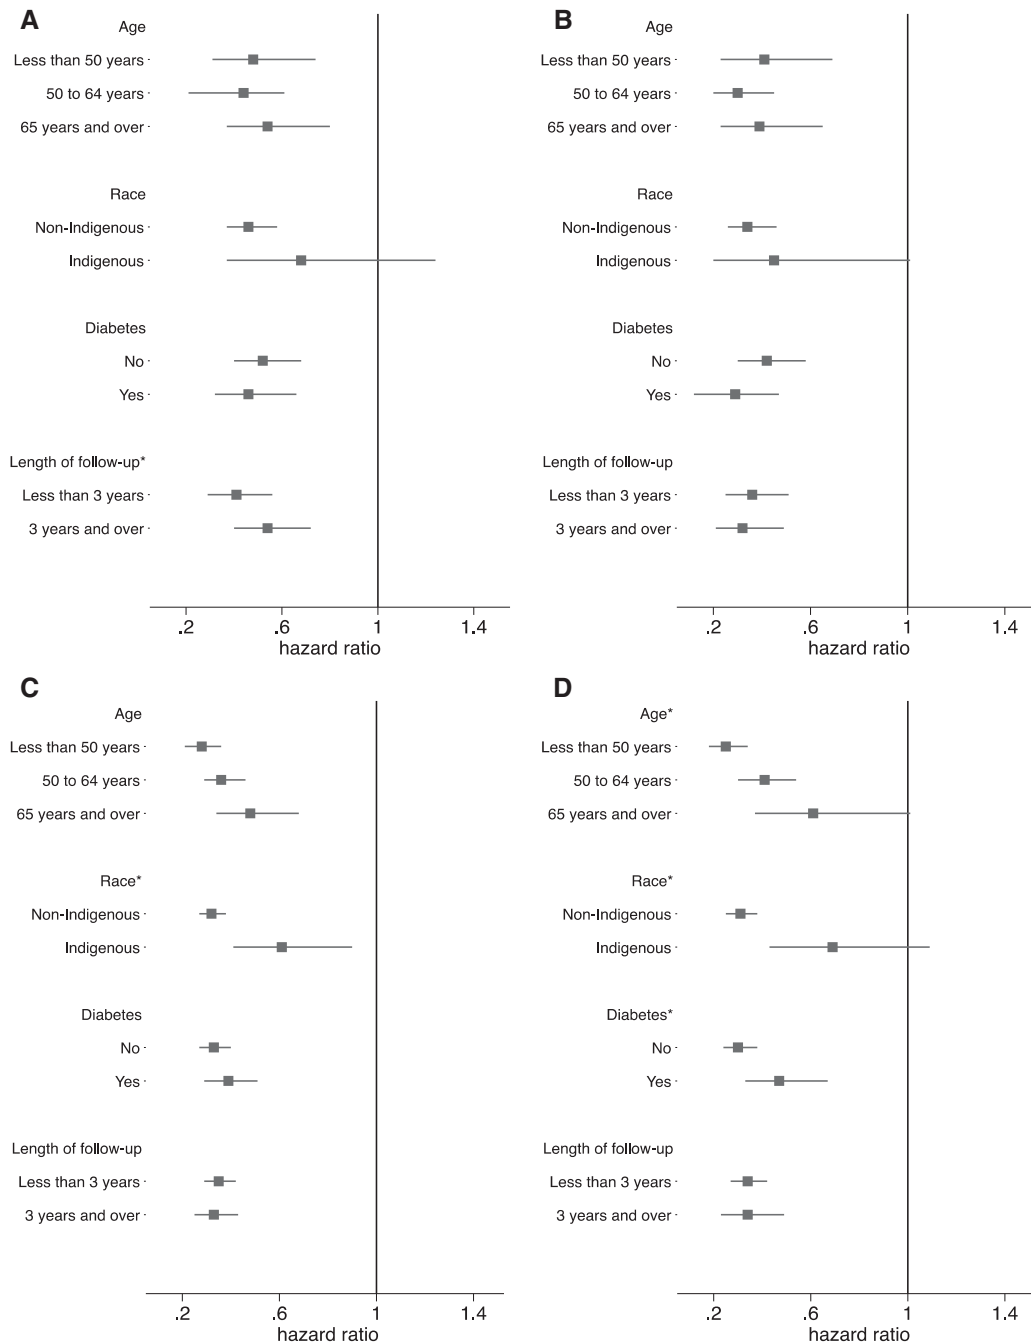 A
Age
Less than 50 years
50 to 64 years
65 years and over
Race
Non-Indigenous
Indigenous
Diabetes
No
Yes
Length of follow-up*
Less than 3 years
3 years and over
.2 .6 1 1.4
hazard ratio
B
Age
Less than 50 years
50 to 64 years
65 years and over
Race
Non-Indigenous
Indigenous
Diabetes
No
Yes
Length of follow-up
Less than 3 years
3 years and over
.2 .6 1 1.4
hazard ratio
C
Age
Less than 50 years
50 to 64 years
65 years and over
Race*
Non-Indigenous
Indigenous
Diabetes
No
Yes
Length of follow-up
Less than 3 years
3 years and over
.2 .6 1 1.4
hazard ratio
D
Age*
Less than 50 years
50 to 64 years
65 years and over
Race*
Non-Indigenous
Indigenous
Diabetes*
No
Yes
Length of follow-up
Less than 3 years
3 years and over
.2 .6 1 1.4
hazard ratio